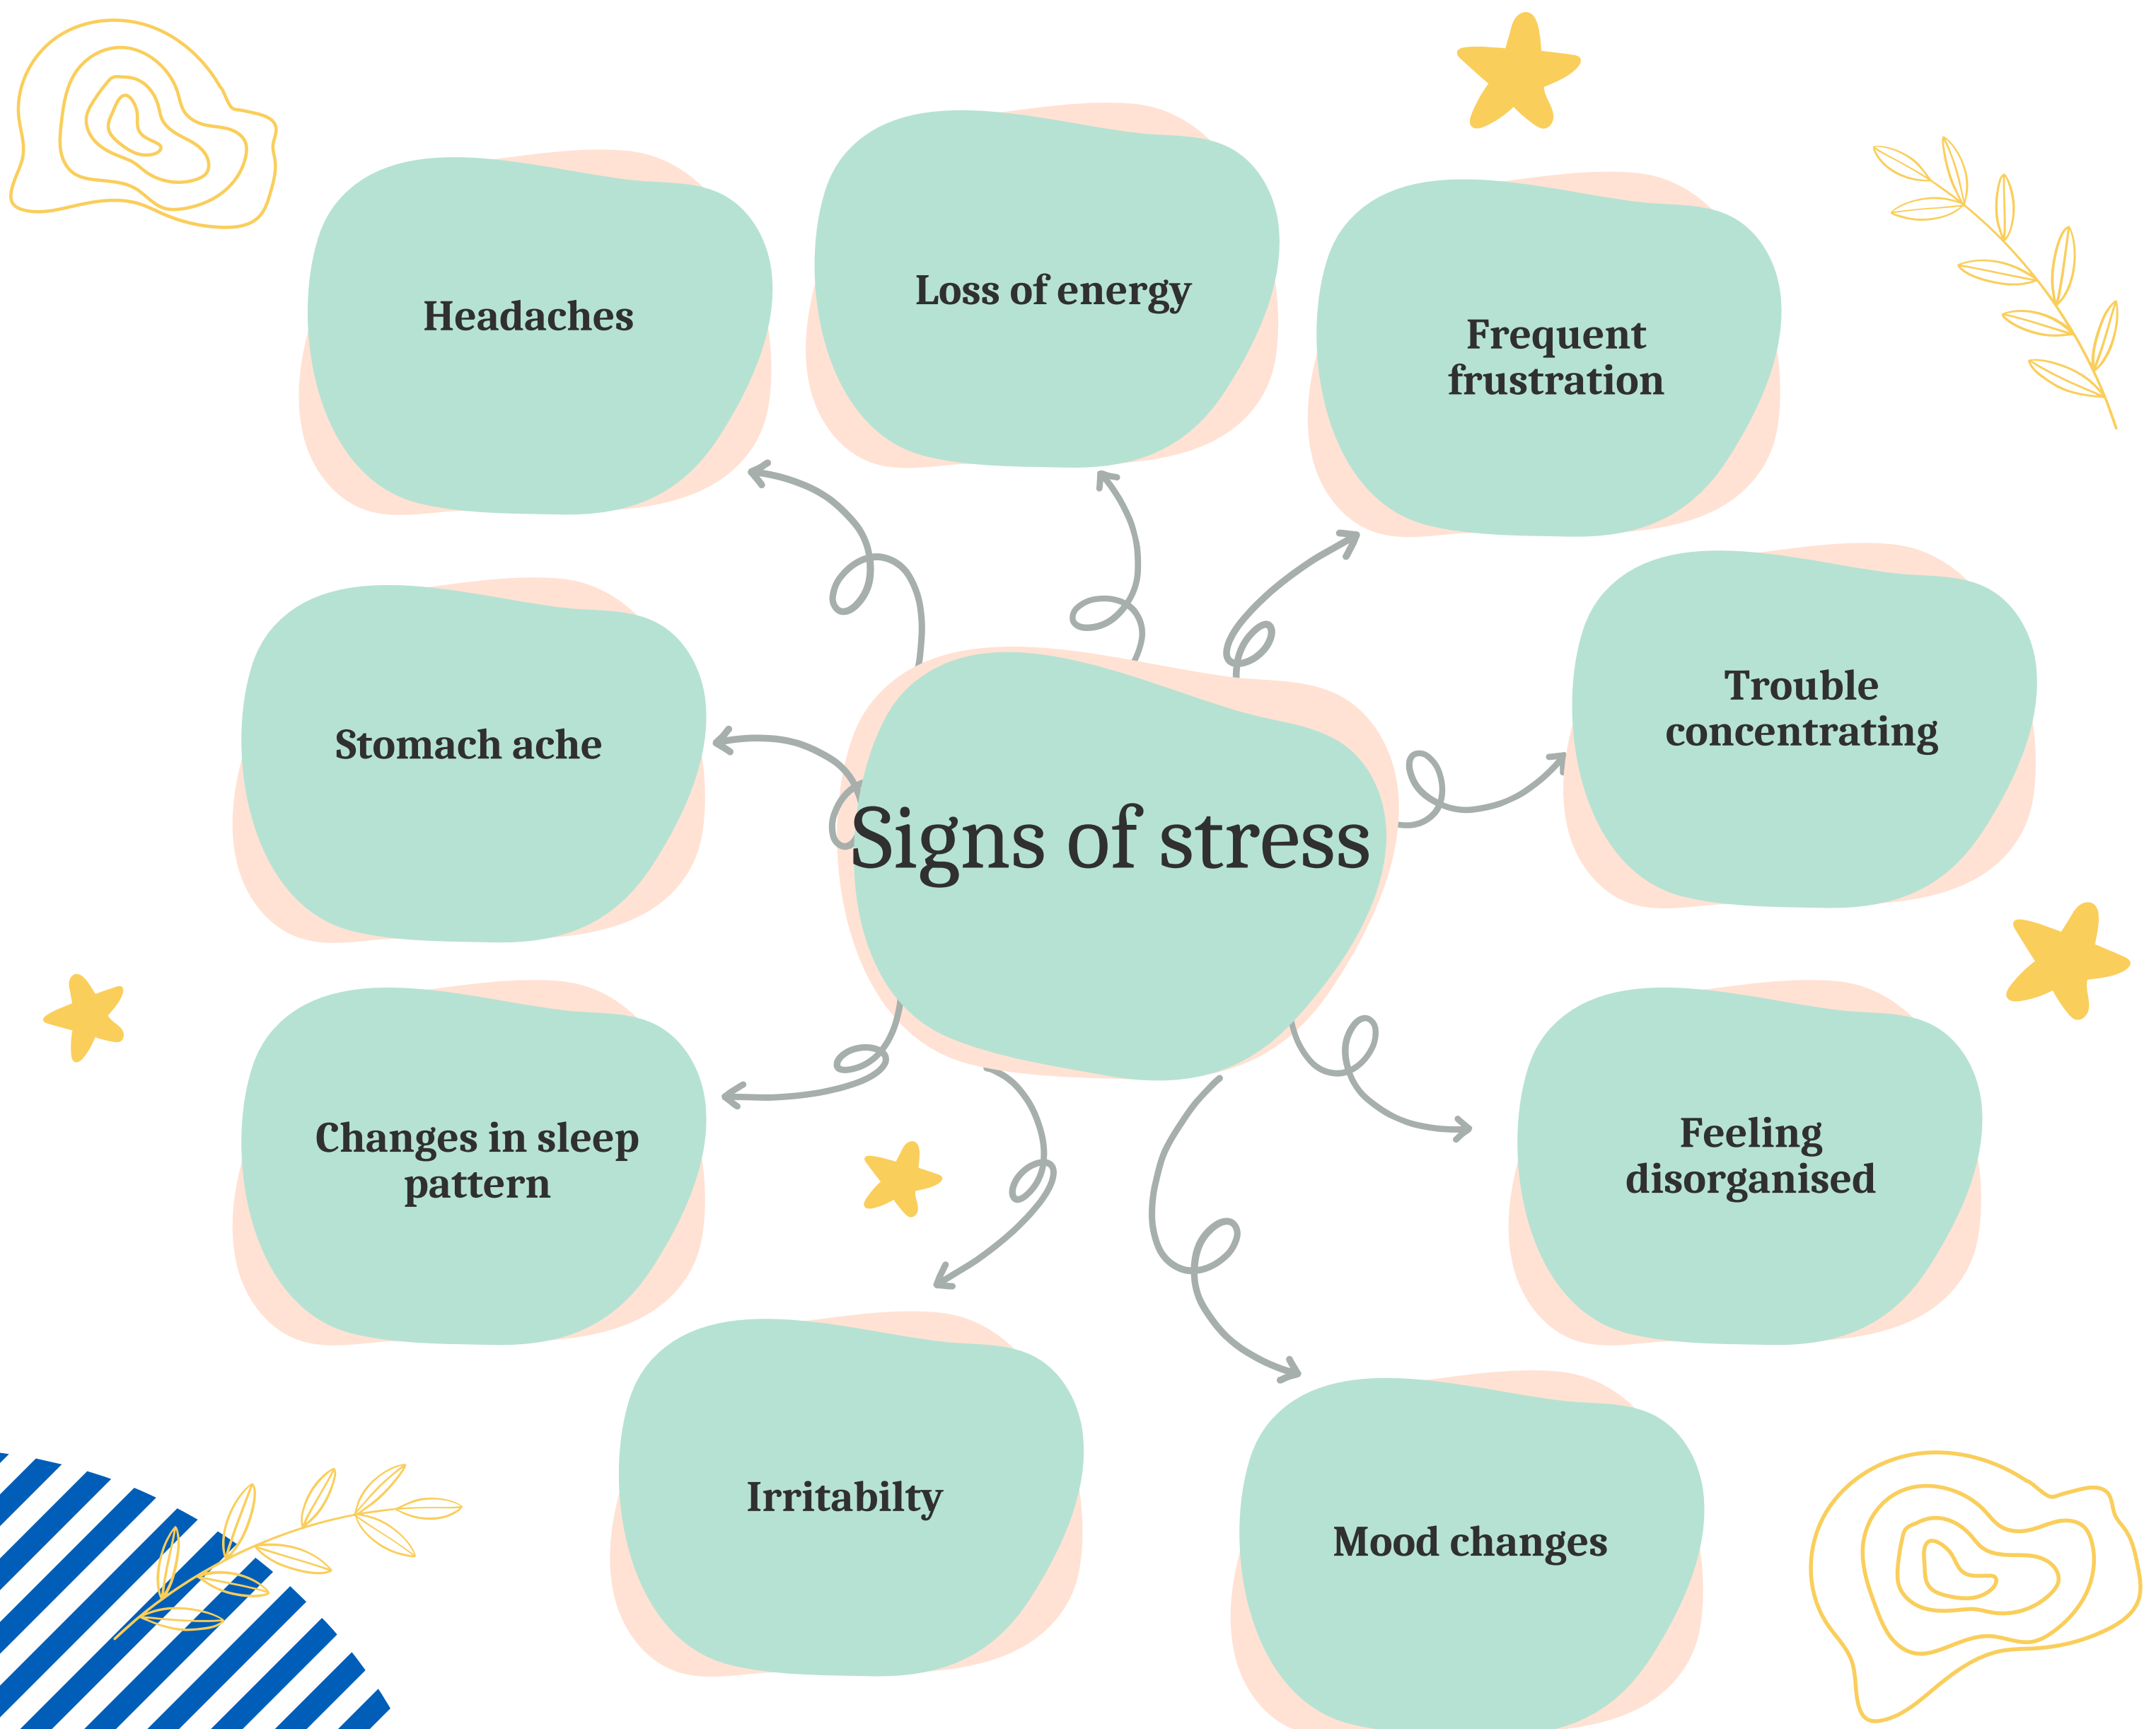 Loss of energy
Headaches
Frequent
frustration
Trouble
concentrating
Stomach ache
Signs of stress
Changes in sleep
pattern
Feeling
disorganised
Irritabilty
Mood changes